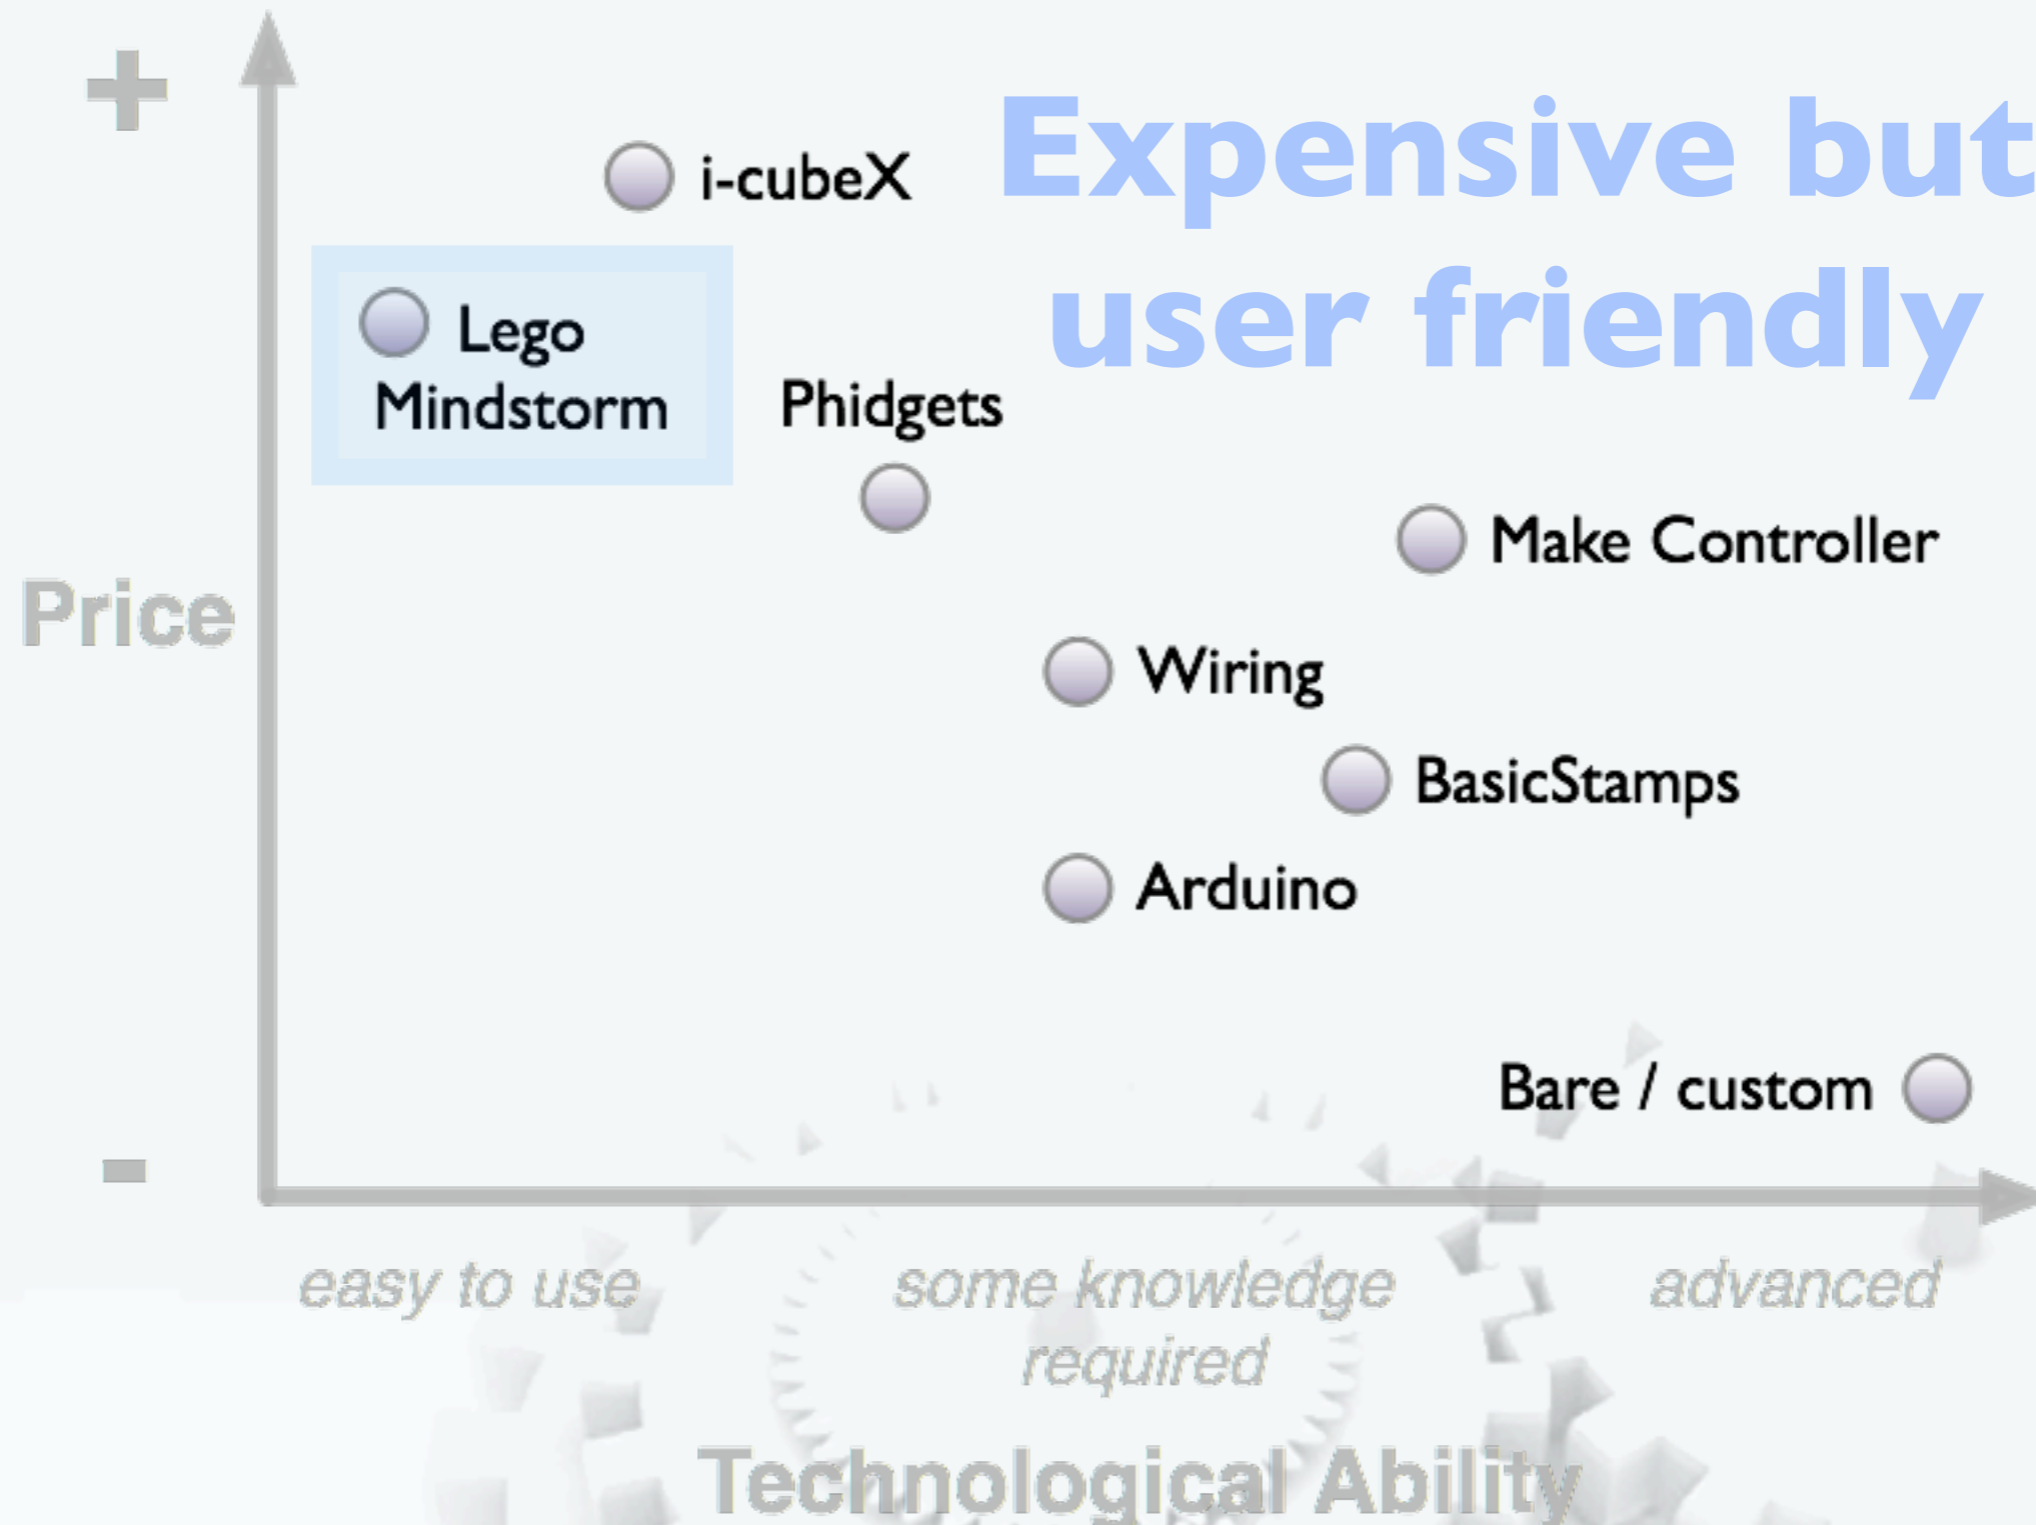 +
i-cubeX
Expensive but
user friendly
Lego
Mindstorm
Phidgets
Make Controller
Price
Wiring
BasicStamps
Arduino
Bare / custom
-
easy to use
some knowledge
required
advanced
Technological Ability